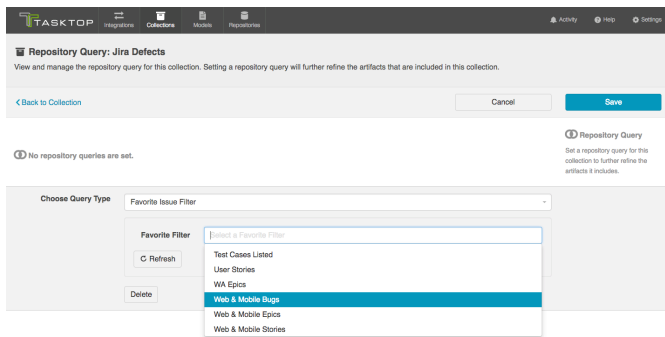 TASKTOP
Integrations
Collections
Models
Repositories
Activity
Help
Settings
Repository Query: Jira Defects
View and manage the repository query for this collection. Setting a repository query will further refine the artifacts that are included in this collection.
Back to Collection
Cancel
Save
No repository queries are set.
Repository Query
Set a repository query for this
collection to further refine the
artifacts it includes.
Choose Query Type
Favorite Issue Filter
Favorite Filter
Select a Favorite Filter
Refresh
Test Cases Listed
User Stories
WA Epics
Web & Mobile Bugs
Web & Mobile Epics
Web & Mobile Stories
Delete